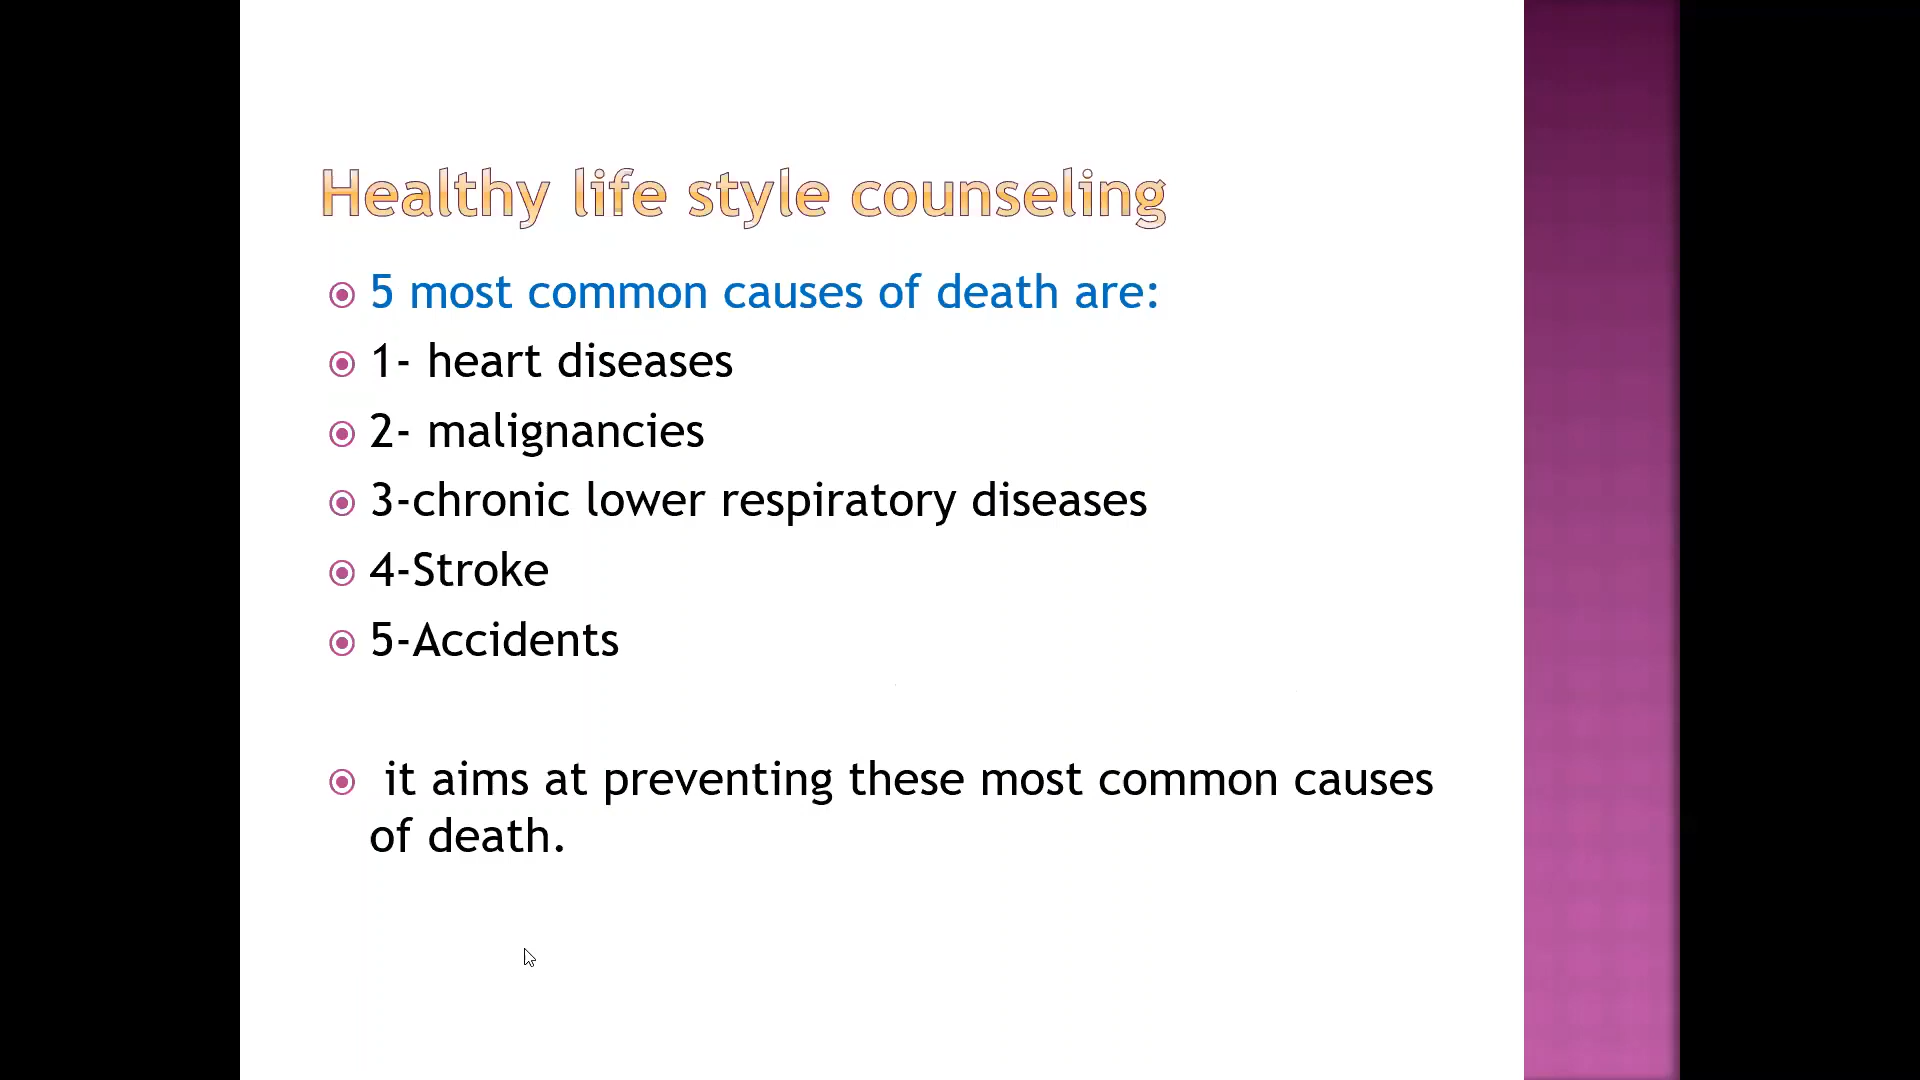 Healthy life style counseling
5 most common causes of death are:
1- heart diseases
2- malignancies
3-chronic lower respiratory diseases
4-Stroke
5-Accidents
it aims at preventing these most common causes
of death.